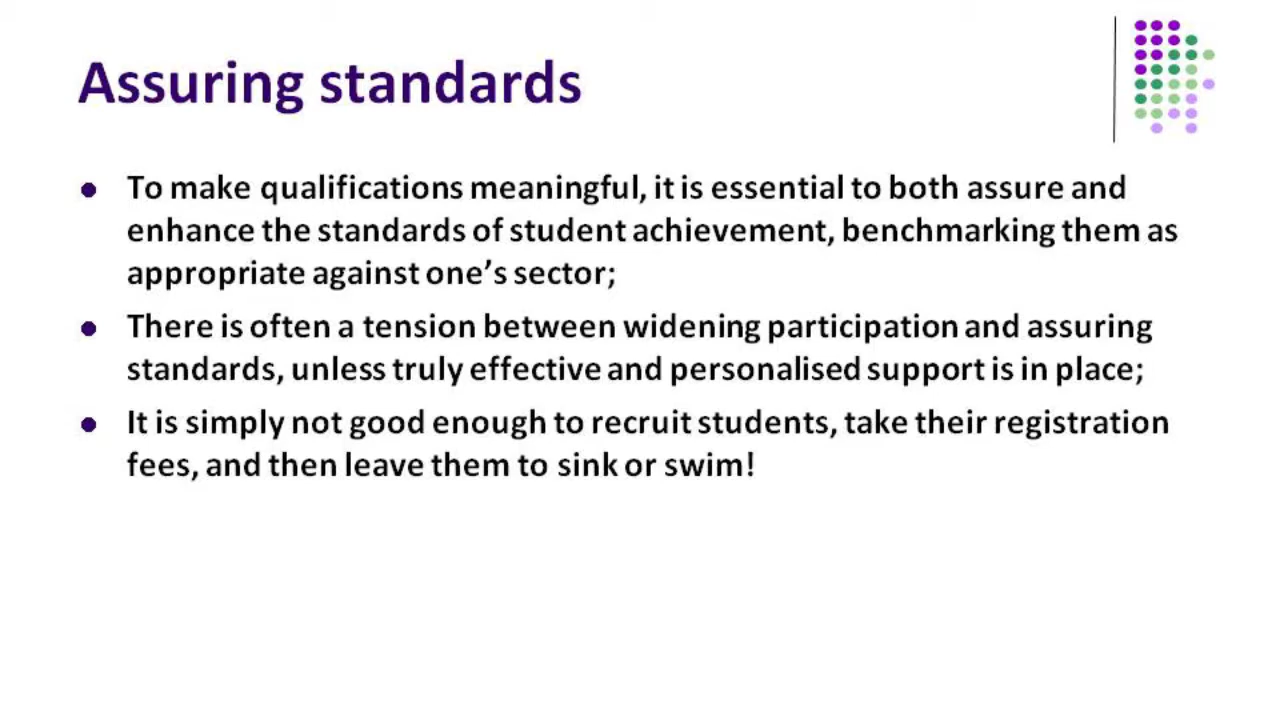 Assuring standards
To make qualifications meaningful, it is essential to both assure and
enhance the standards of student achievement, benchmarking them as
appropriate against one’s sector;
There is often a tension between widening participation and assuring
standards, unless truly effective and personalised support is in place;
It is simply not good enough to recruit students, take their registration
fees, and then leave them to sink or swim!